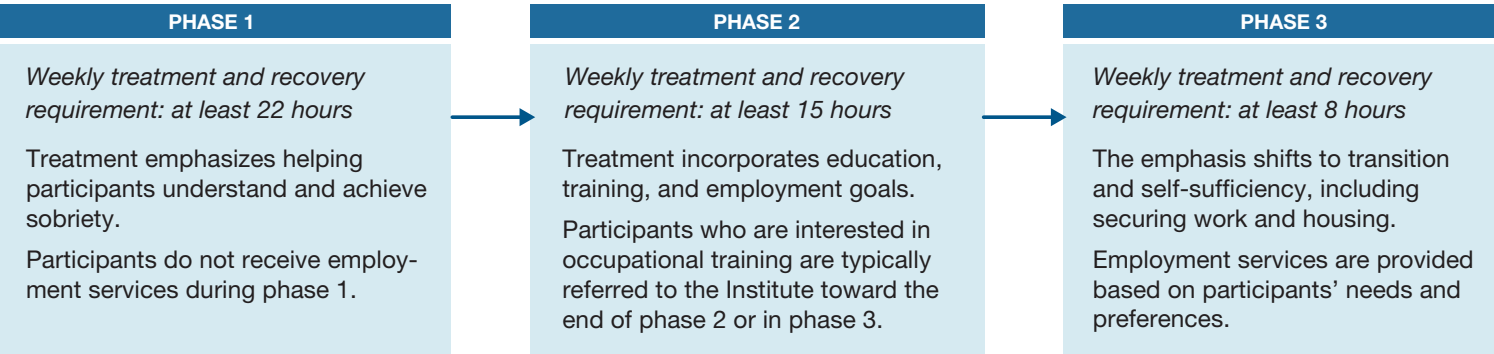 PHASE 1
Weekly treatment and recovery
requirement: at least 22 hours
Treatment emphasizes helping
participants understand and achieve
sobriety.
Participants do not receive employ-
ment services during phase 1.
PHASE 2
Weekly treatment and recovery
requirement: at least 15 hours
Treatment incorporates education,
training, and employment goals.
Participants who are interested in
occupational training are typically
referred to the Institute toward the
end of phase 2 or in phase 3.
PHASE 3
Weekly treatment and recovery
requirement: at least 8 hours
The emphasis shifts to transition
and self-sufficiency, including
securing work and housing.
Employment services are provided
based on participants’ needs and
preferences.